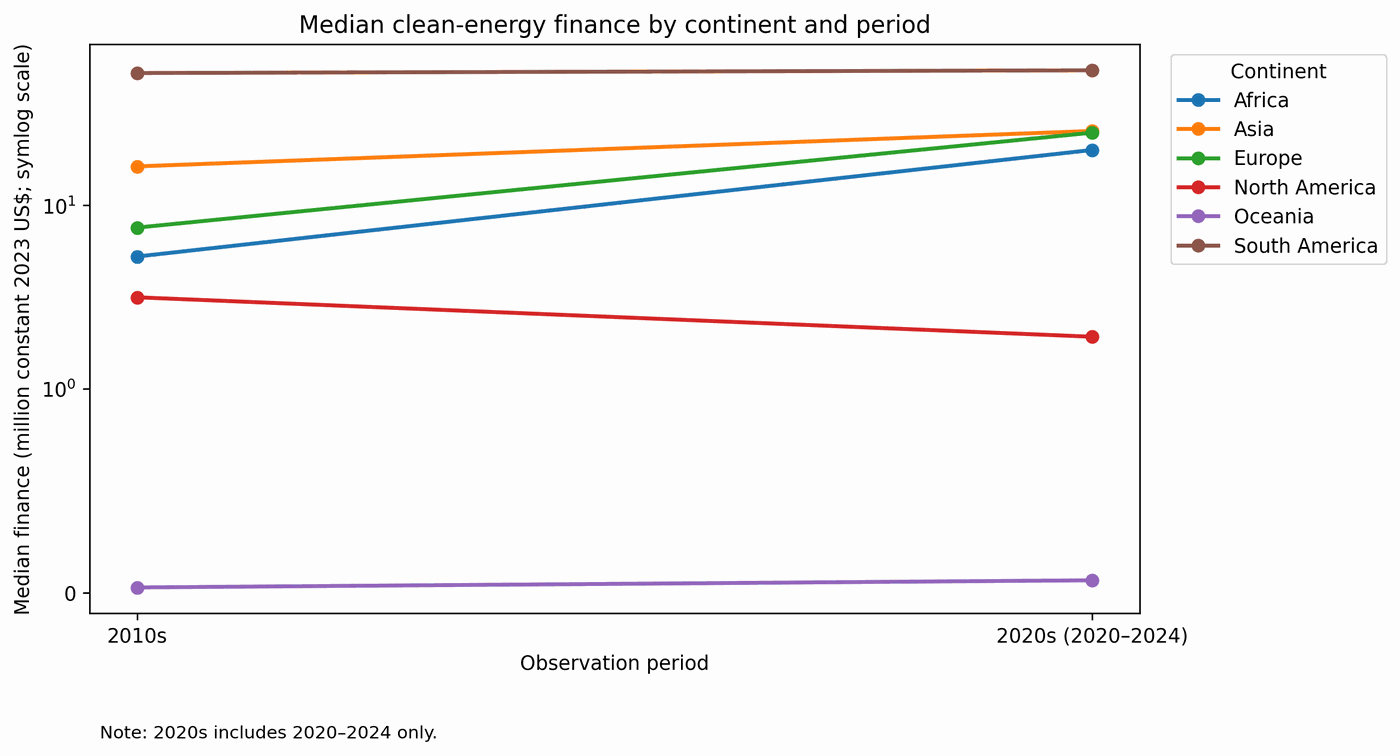 Median clean-energy finance by continent and period
Median finance (million constant 2023 US$; symlog scale)
10¹
10⁰
0
2010s
2020s (2020–2024)
Observation period
Continent
Africa
Asia
Europe
North America
Oceania
South America
Note: 2020s includes 2020–2024 only.